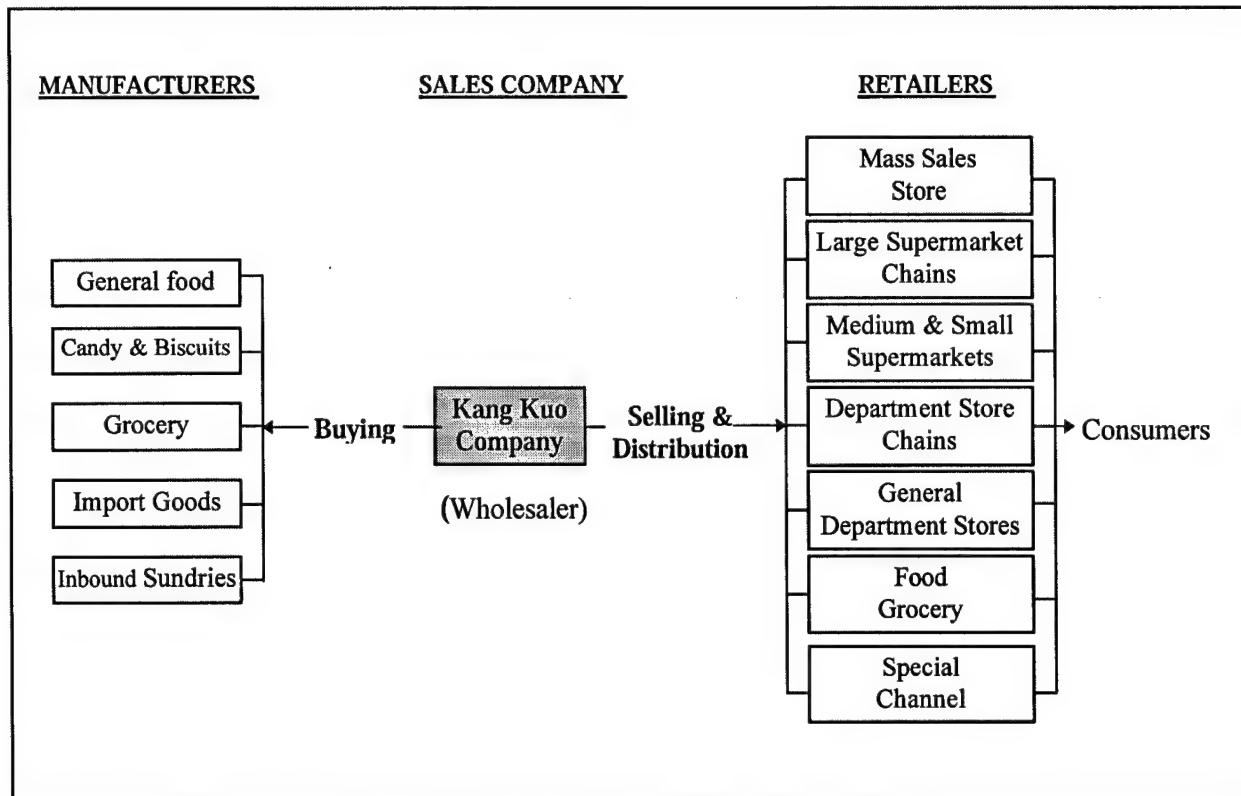 MANUFACTURERS
SALES COMPANY
RETAILERS
General food
Candy & Biscuits
Grocery
Import Goods
Inbound Sundries
Buying
Kang Kuo
Company
(Wholesaler)
Selling &
Distribution
Mass Sales
Store
Large Supermarket
Chains
Medium & Small
Supermarkets
Department Store
Chains
General
Department Stores
Food
Grocery
Special
Channel
Consumers